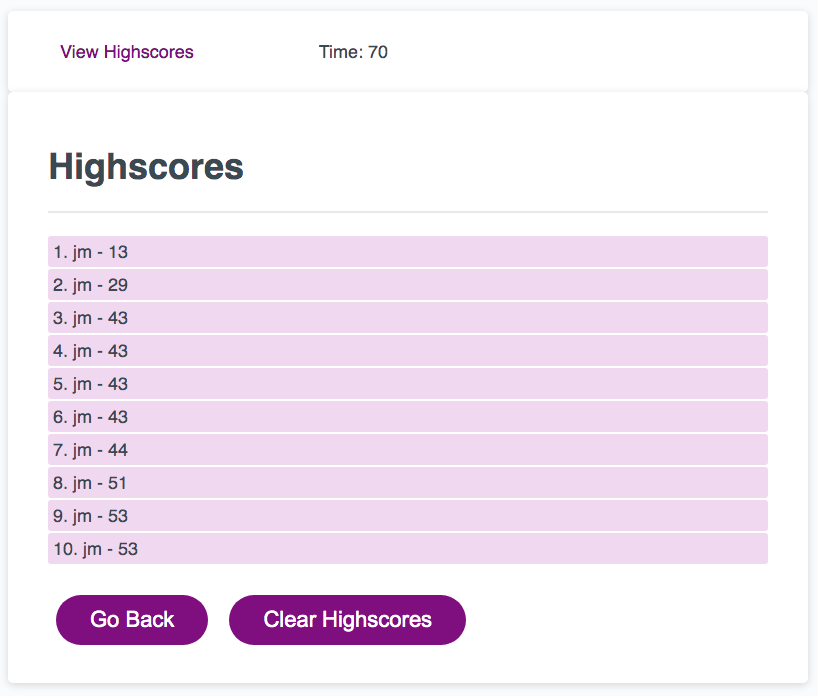 View Highscores Time: 70
Highscores
1. jm - 13
2. jm - 29
3. jm - 43
4. jm - 43
5. jm - 43
6. jm - 43
7. jm - 44
8. jm - 51
9. jm - 53
10. jm - 53
Go Back Clear Highscores